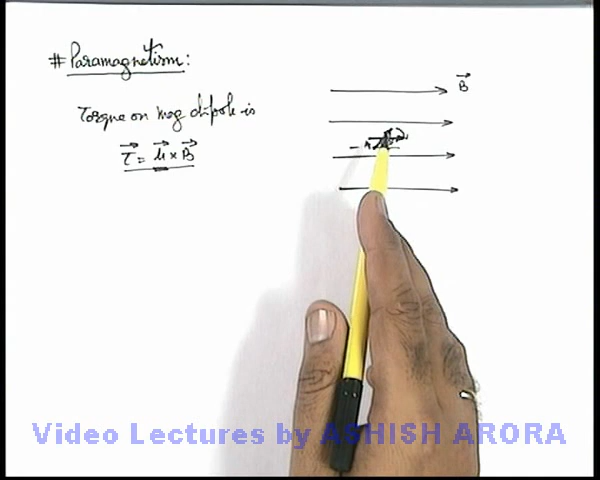 # Paramagnetism:
B⃗
Torque on mag dipole is
τ⃗ = μ⃗ × B⃗
Video Lectures by ASHISH ARORA